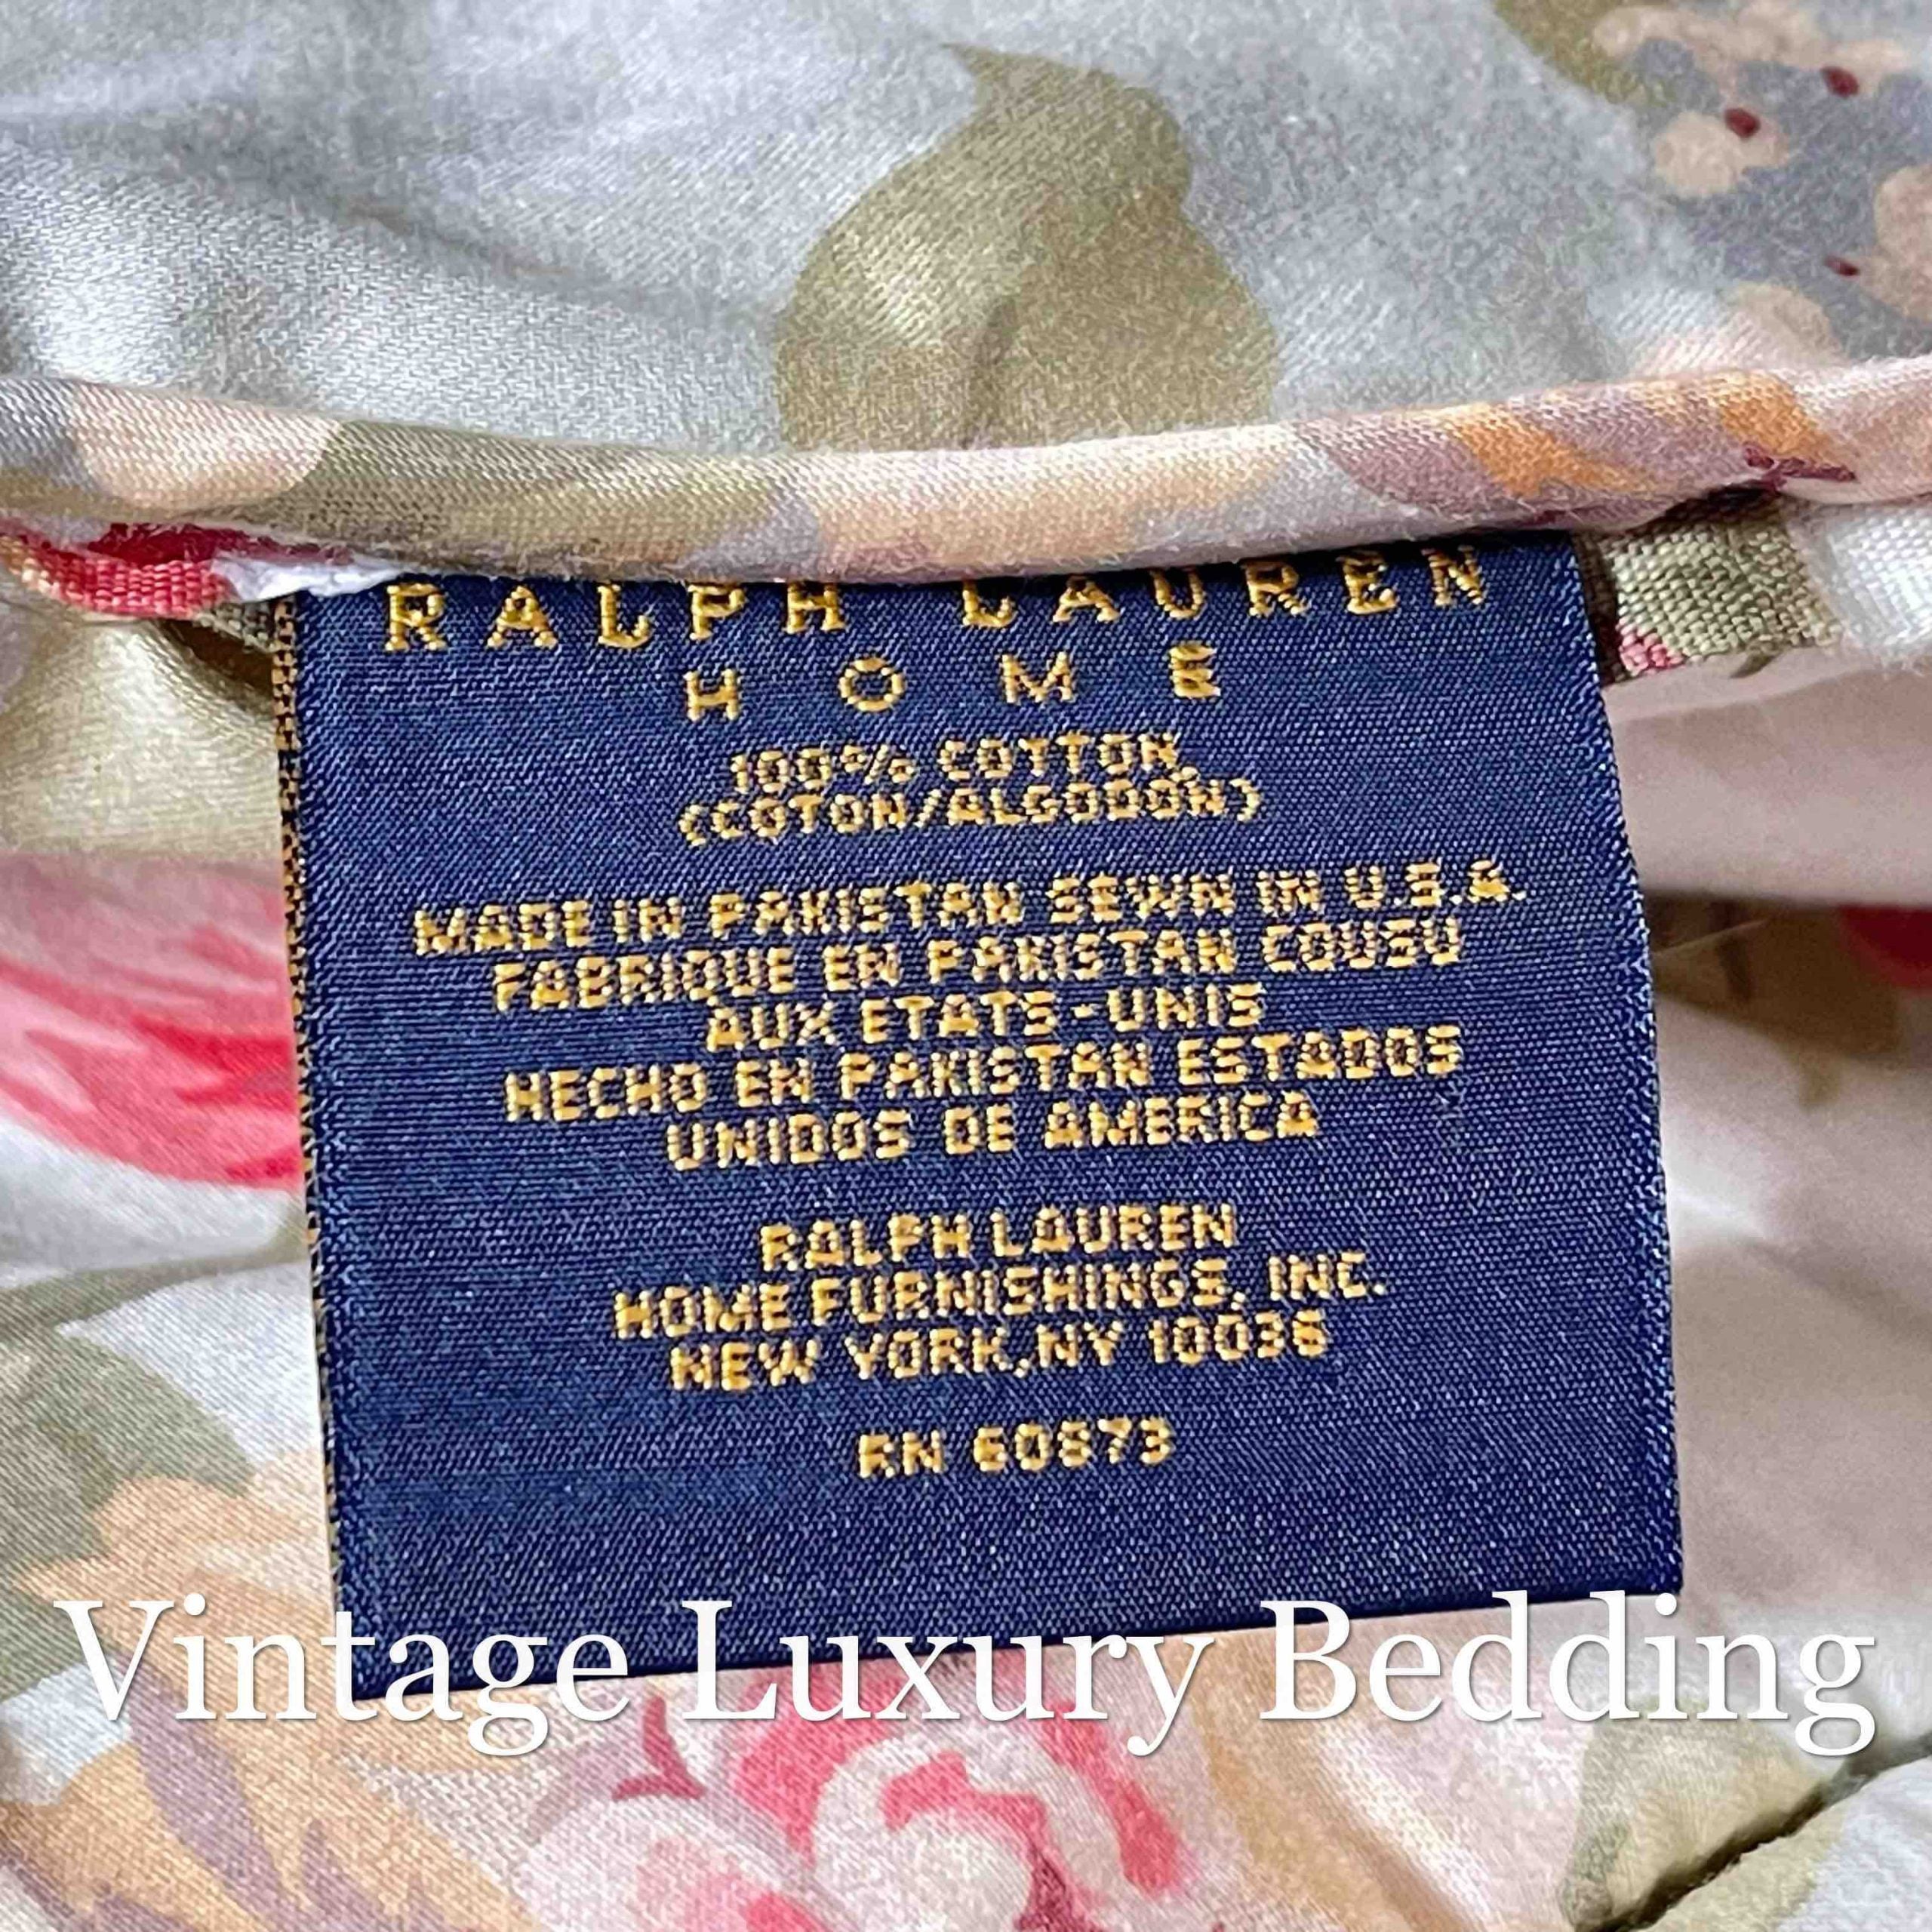 RALPH LAUREN
HOME
100% COTTON
(COTON/ALGODON)
MADE IN PAKISTAN SEWN IN U.S.A.
FABRIQUE EN PAKISTAN COUSU
AUX ETATS-UNIS
HECHO EN PAKISTAN ESTADOS
UNIDOS DE AMERICA
RALPH LAUREN
HOME FURNISHINGS, INC.
NEW YORK,NY 10036
RN 60873
Vintage Luxury Bedding